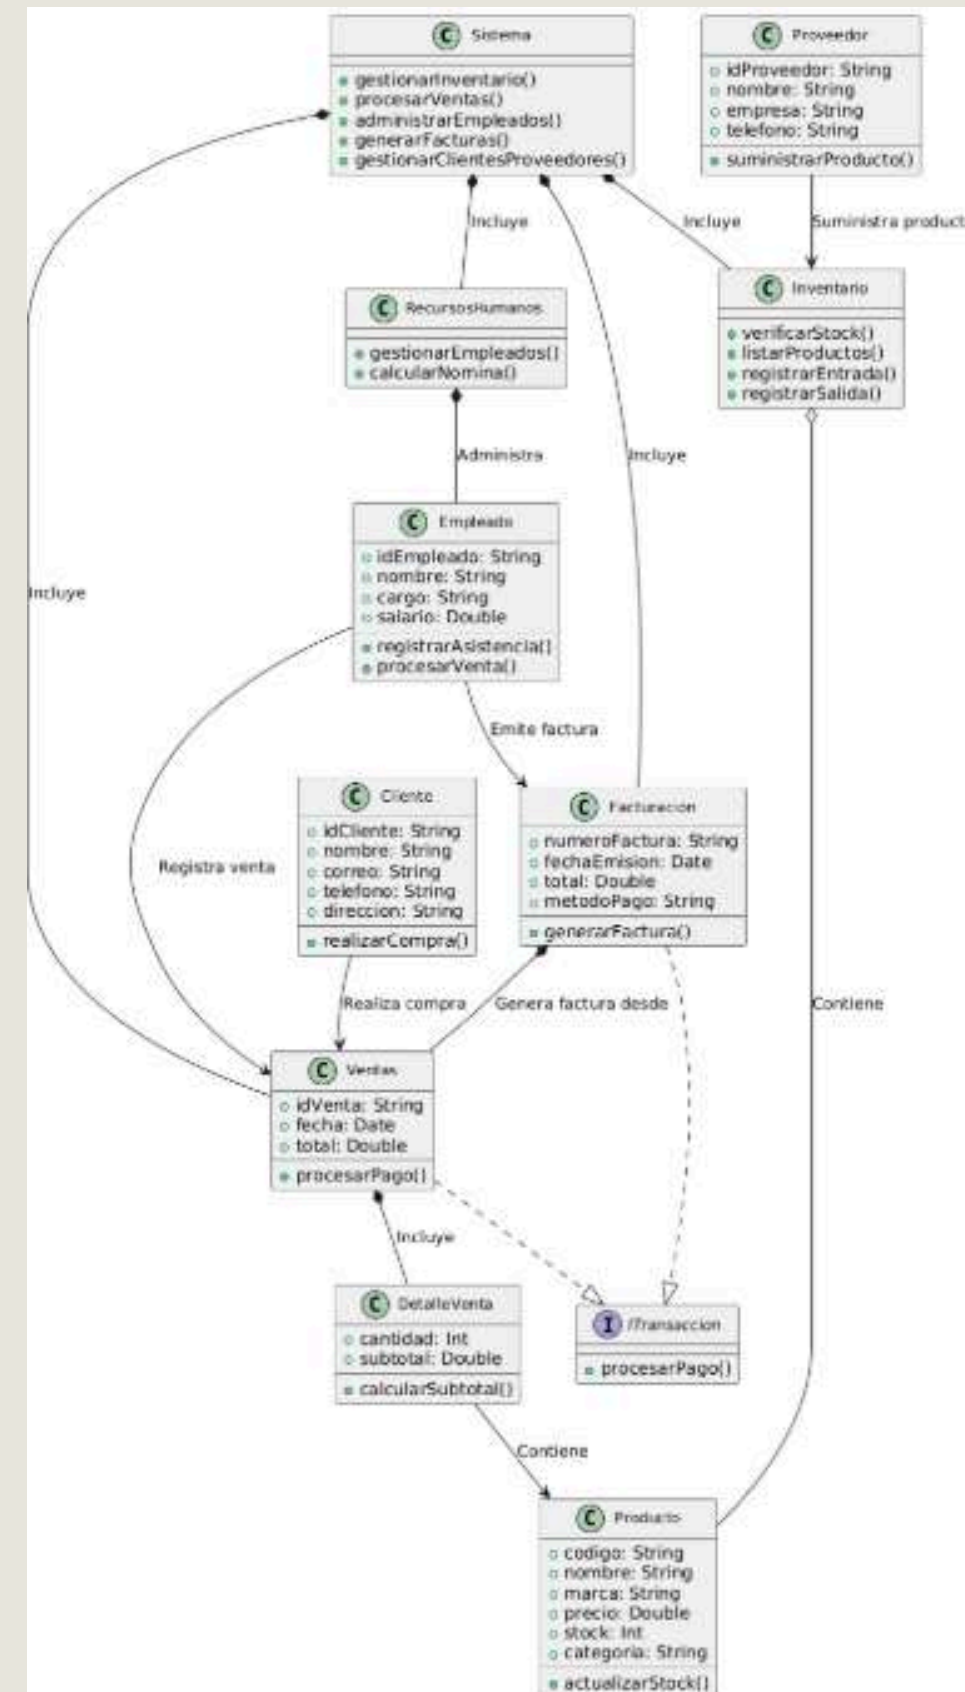 C Sistema
gestionarInventario()
procesarVentas()
administrarEmpleados()
generarFacturas()
gestionarClientesProveedores()
C Proveedor
idProveedor: String
nombre: String
empresa: String
telefono: String
suministrarProducto()
Incluye
Incluye
Suministra product
C RecursosHumanos
gestionarEmpleados()
calcularNomina()
C Inventario
verificarStock()
listarProductos()
registrarEntrada()
registrarSalida()
Administra
Incluye
C Empleado
idEmpleado: String
nombre: String
cargo: String
salario: Double
registrarAsistencia()
procesarVenta()
Incluye
Emite factura
C Cliente
idCliente: String
nombre: String
correo: String
telefono: String
direccion: String
realizarCompra()
C Facturacion
numeroFactura: String
fechaEmision: Date
total: Double
metodoPago: String
generarFactura()
Registra venta
Realiza compra
Genera factura desde
Contiene
C Ventas
idVenta: String
fecha: Date
total: Double
procesarPago()
Incluye
C DetalleVenta
cantidad: Int
subtotal: Double
calcularSubtotal()
I ITransaccion
procesarPago()
Contiene
C Producto
codigo: String
nombre: String
marca: String
precio: Double
stock: Int
categoria: String
actualizarStock()